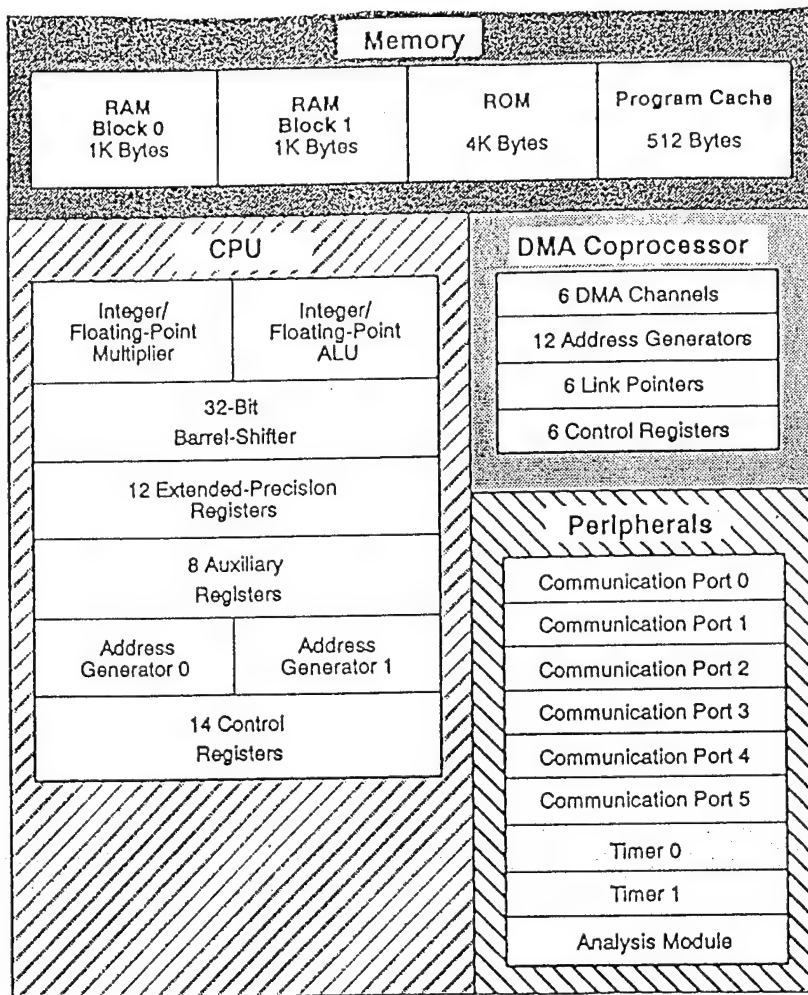 Memory
RAM
Block 0
1K Bytes
RAM
Block 1
1K Bytes
ROM
4K Bytes
Program Cache
512 Bytes
CPU
Integer/
Floating-Point
Multiplier
Integer/
Floating-Point
ALU
32-Bit
Barrel-Shifter
12 Extended-Precision
Registers
8 Auxiliary
Registers
Address
Generator 0
Address
Generator 1
14 Control
Registers
DMA Coprocessor
6 DMA Channels
12 Address Generators
6 Link Pointers
6 Control Registers
Peripherals
Communication Port 0
Communication Port 1
Communication Port 2
Communication Port 3
Communication Port 4
Communication Port 5
Timer 0
Timer 1
Analysis Module